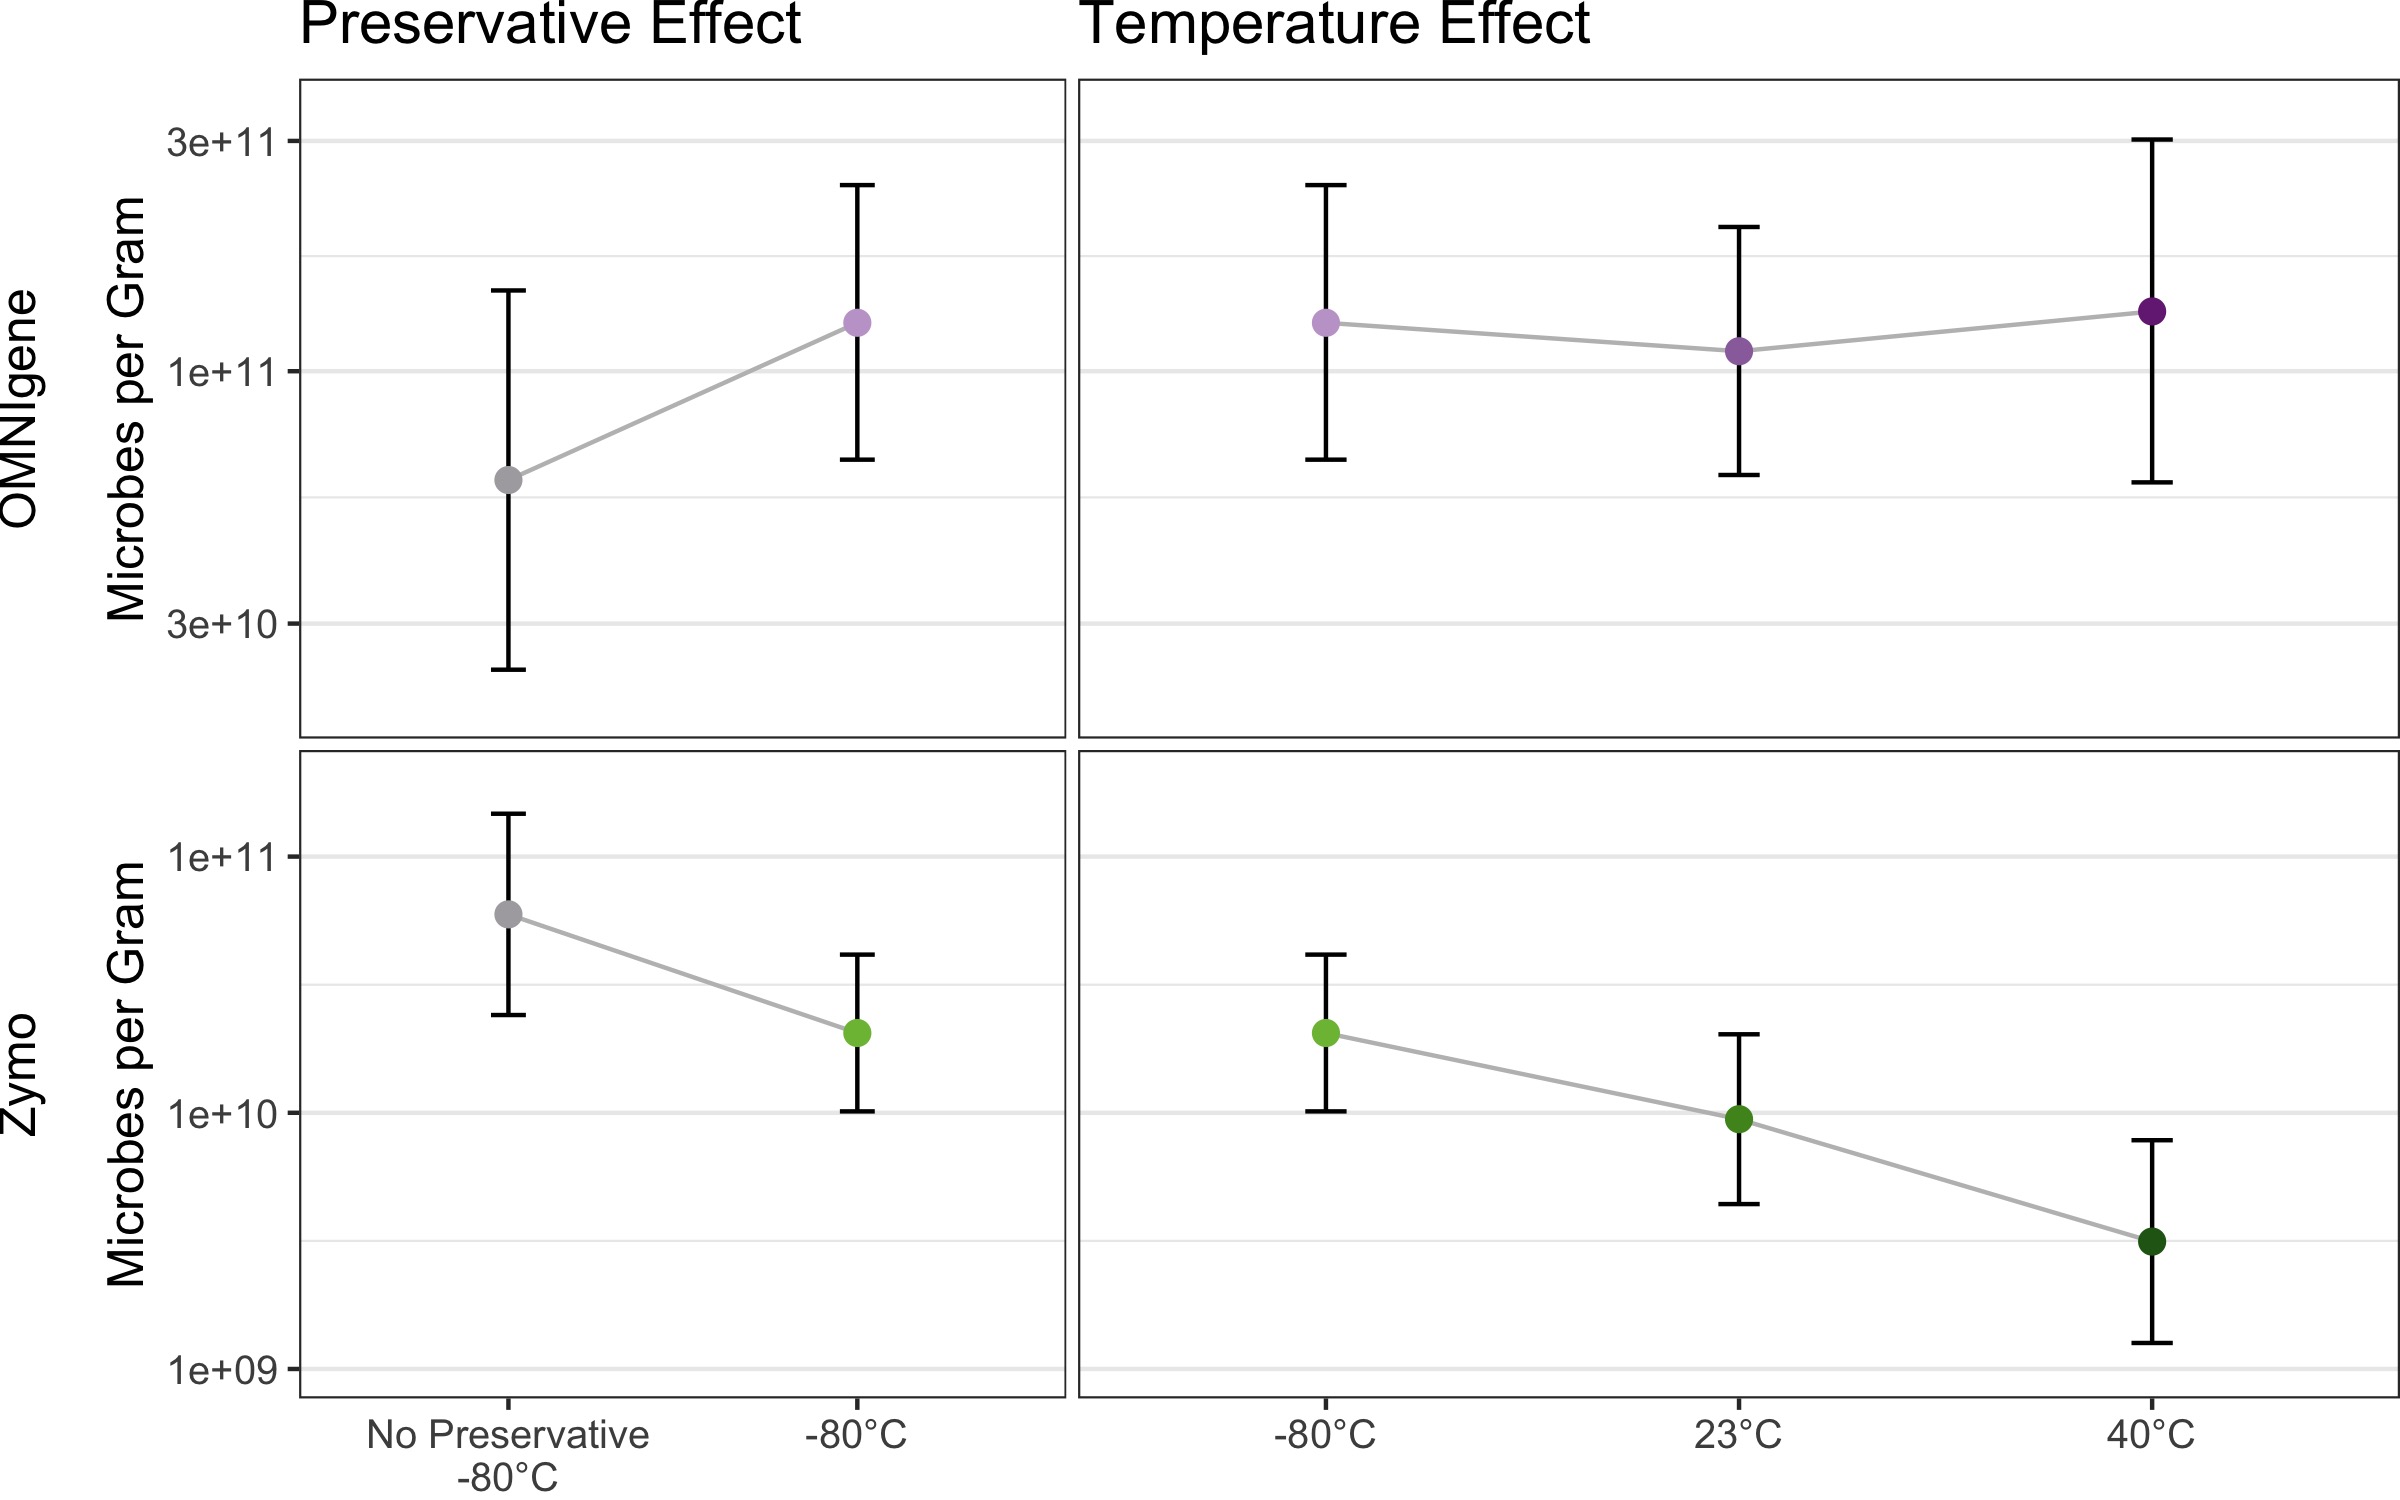 Preservative Effect
Temperature Effect
OMNIgene
Microbes per Gram
3e+11
1e+11
3e+10
Zymo
Microbes per Gram
1e+11
1e+10
1e+09
No Preservative
-80°C
-80°C
-80°C
23°C
40°C